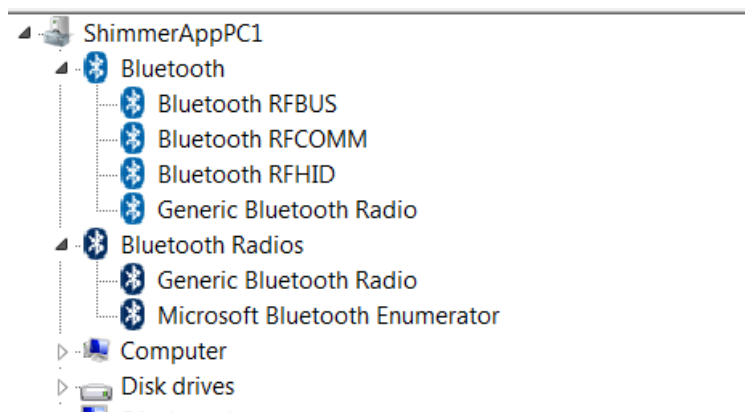 ShimmerAppPC1
Bluetooth
Bluetooth RFBUS
Bluetooth RFCOMM
Bluetooth RFHID
Generic Bluetooth Radio
Bluetooth Radios
Generic Bluetooth Radio
Microsoft Bluetooth Enumerator
Computer
Disk drives